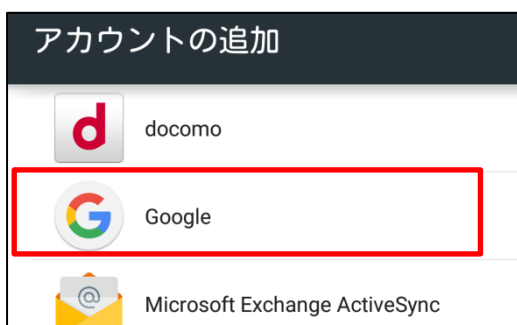 アカウントの追加
docomo
Google
Microsoft Exchange ActiveSync